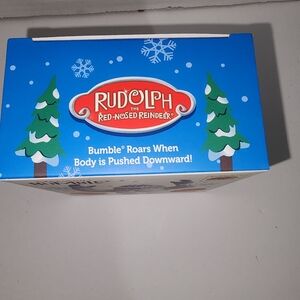 RUDOLPH
THE
RED-NOSED REINDEER®
Bumble® Roars When
Body is Pushed Downward!